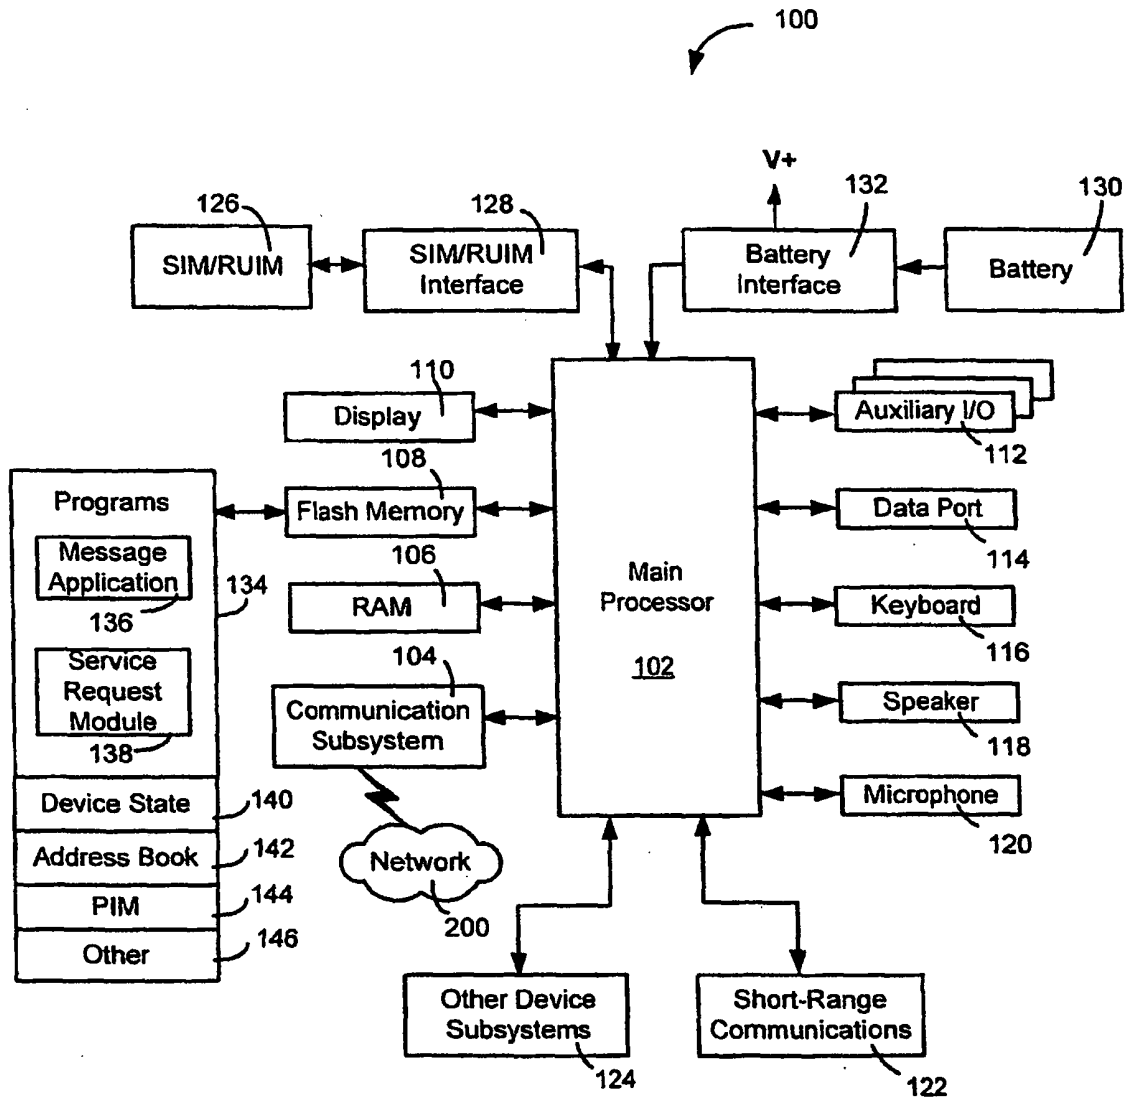 100
V+
126
128
132
130
SIM/RUIM
SIM/RUIM
Interface
Battery
Interface
Battery
110
Display
Auxiliary I/O
112
108
Programs
Flash Memory
Data Port
114
Message
Application
136
134
106
RAM
Main
Processor
102
Keyboard
116
Service
Request
Module
138
104
Communication
Subsystem
Speaker
118
Device State
140
Microphone
120
Address Book
142
Network
200
PIM
144
Other
146
Other Device
Subsystems
124
Short-Range
Communications
122